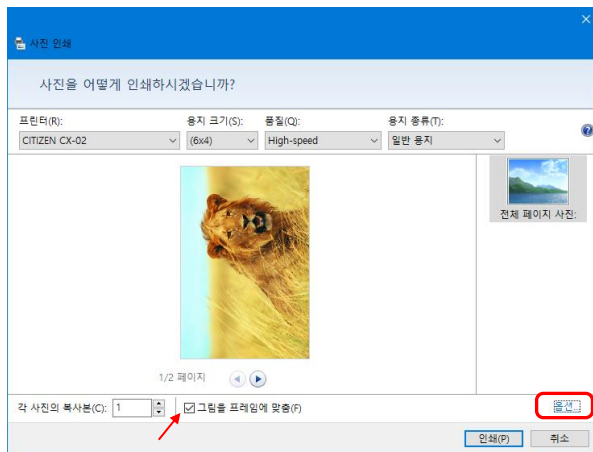 사진 인쇄
사진을 어떻게 인쇄하시겠습니까?
프린터(R): 용지 크기(S): 품질(Q): 용지 종류(T):
CITIZEN CX-02 (6x4) High-speed 일반 용지
전체 페이지 사진:
1/2 페이지
각 사진의 복사본(C): 1 그림을 프레임에 맞춤(F) 옵션...
인쇄(P) 취소